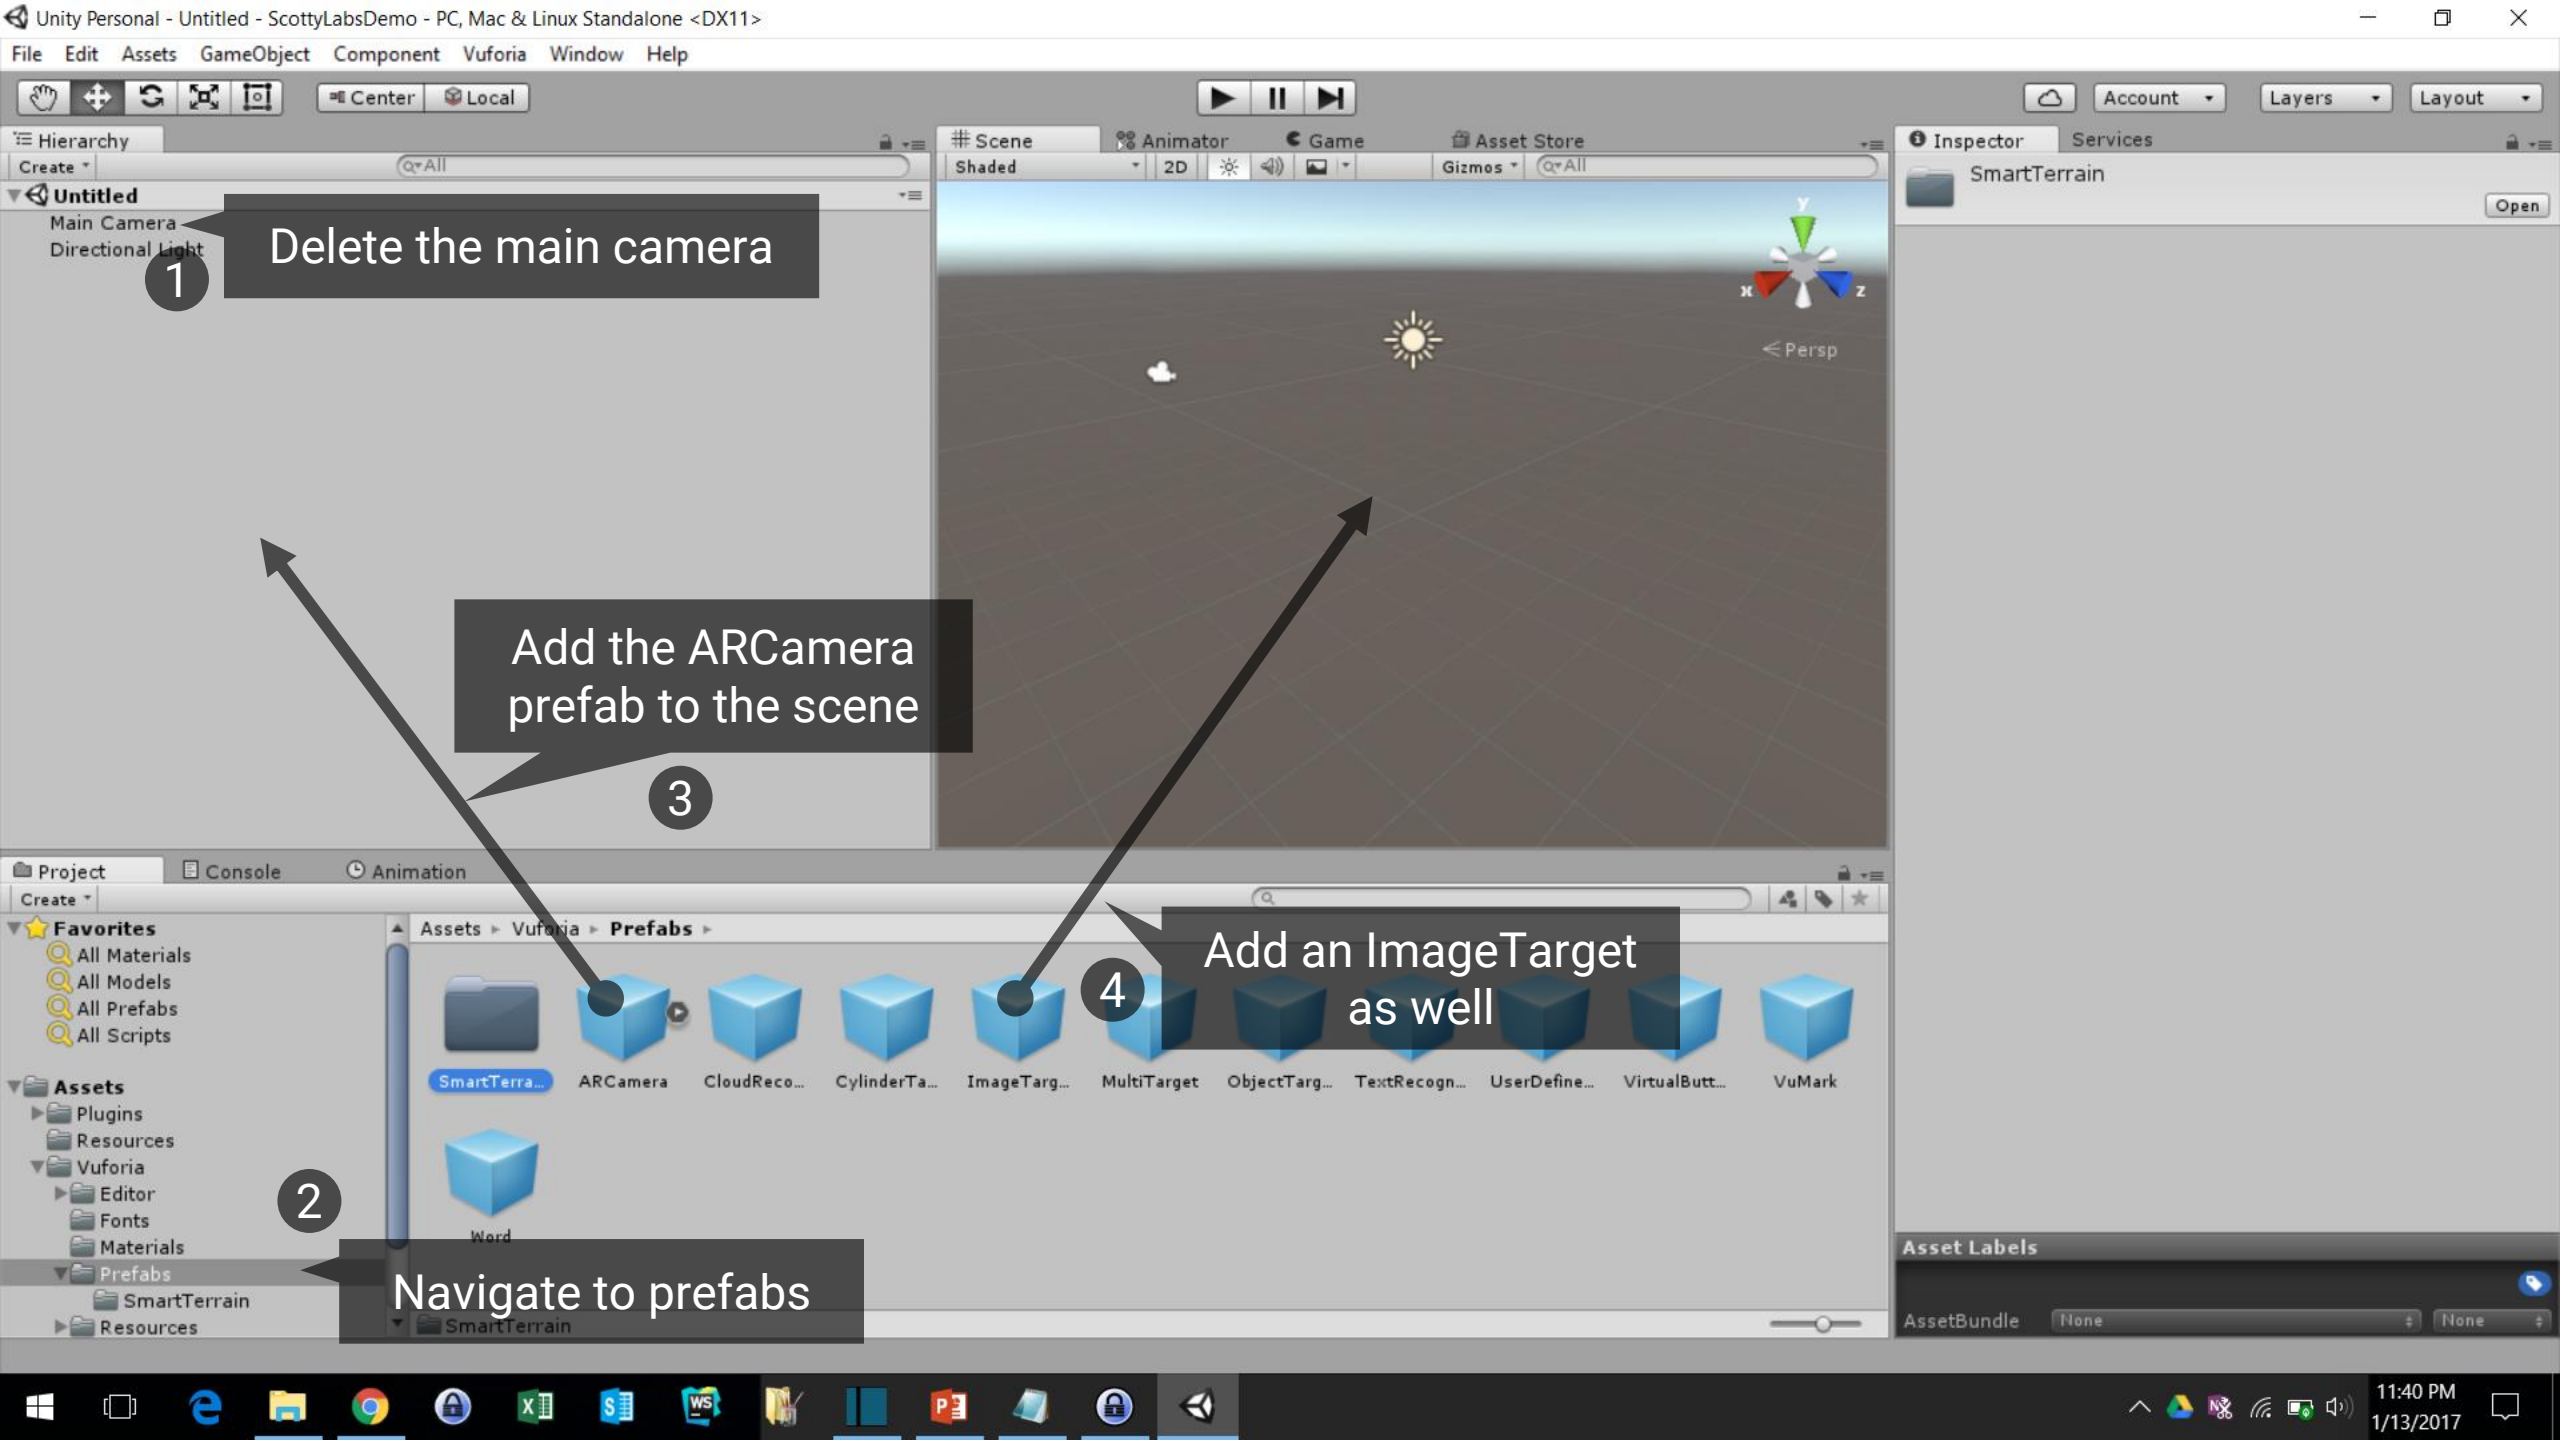 Unity Personal - Untitled - ScottyLabsDemo - PC, Mac & Linux Standalone <DX11>
File Edit Assets GameObject Component Vuforia Window Help
Center Local
Account Layers Layout
Hierarchy
Create All
Untitled
Main Camera
Directional Light
1
Delete the main camera
Scene Animator Game Asset Store
Shaded 2D Gizmos All
y
x z
Persp
Inspector Services
SmartTerrain
Open
Add the ARCamera
prefab to the scene
3
Project Console Animation
Create
Favorites
All Materials
All Models
All Prefabs
All Scripts
Assets
Plugins
Resources
Vuforia
Editor
Fonts
Materials
Prefabs
SmartTerrain
Resources
2
Navigate to prefabs
Assets Vuforia Prefabs
4
Add an ImageTarget
as well
SmartTerra... ARCamera CloudReco... CylinderTa... ImageTarg... MultiTarget ObjectTarg... TextRecogn... UserDefine... VirtualButt... VuMark
Word
SmartTerrain
Asset Labels
AssetBundle None None
11:40 PM
1/13/2017